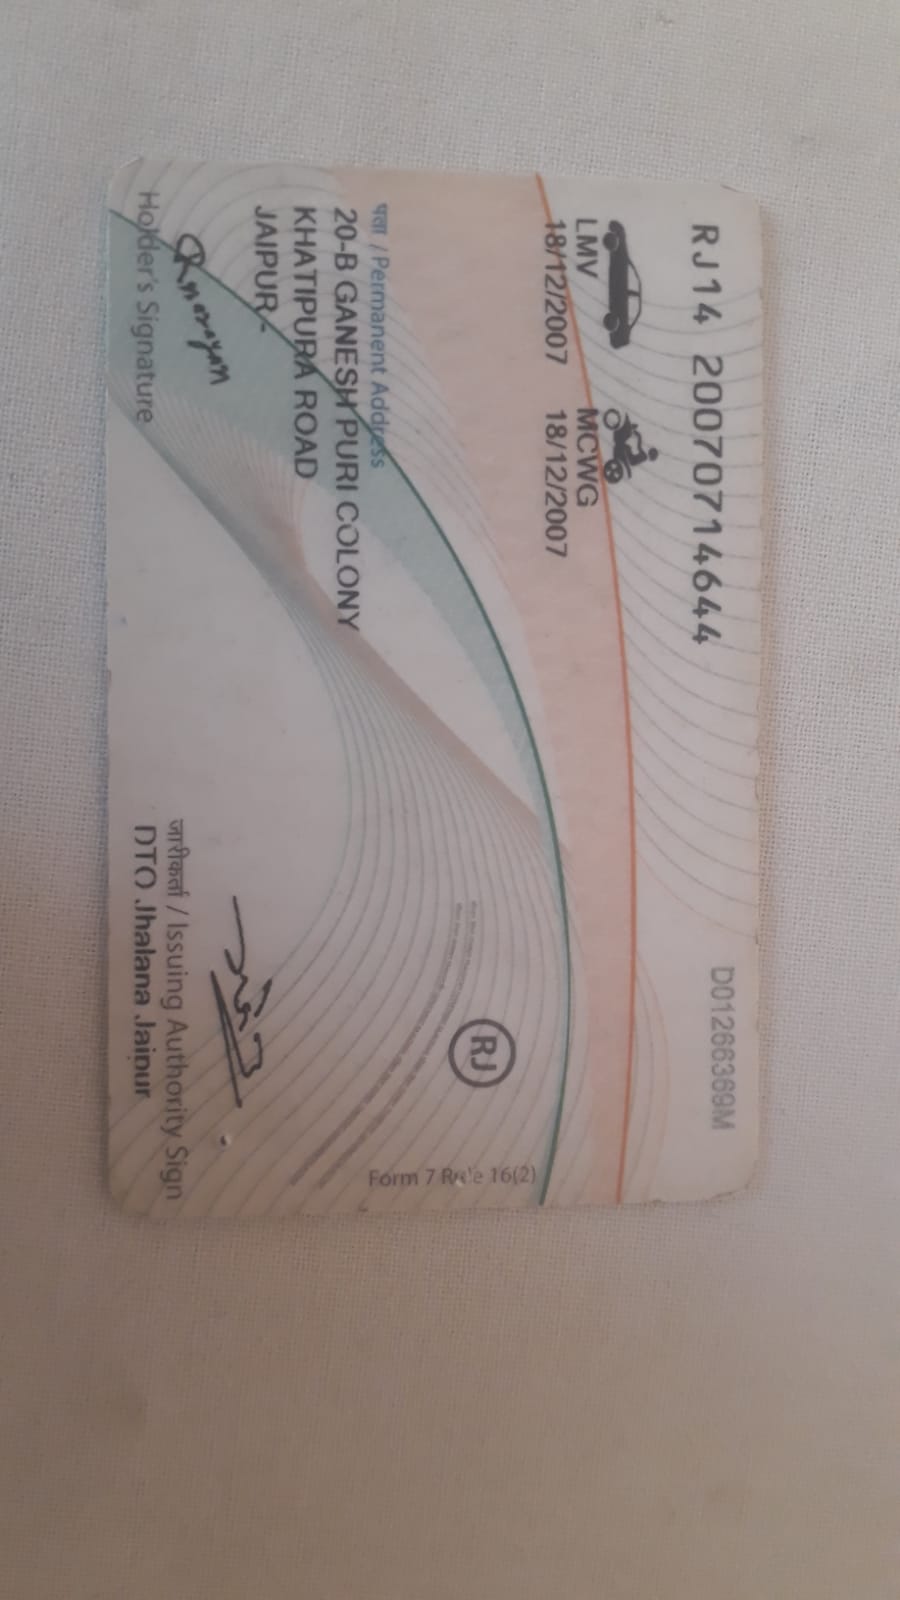 RJ14 20070714644
D01266369M
LMV
MCWG
18/12/2007
18/12/2007
RJ
Form 7 Rule 16(2)
पता / Permanent Address
20-B GANESH PURI COLONY
KHATIPURA ROAD
JAIPUR-
Holder's Signature
जारीकर्ता / Issuing Authority Sign
DTO Jhalana Jaipur